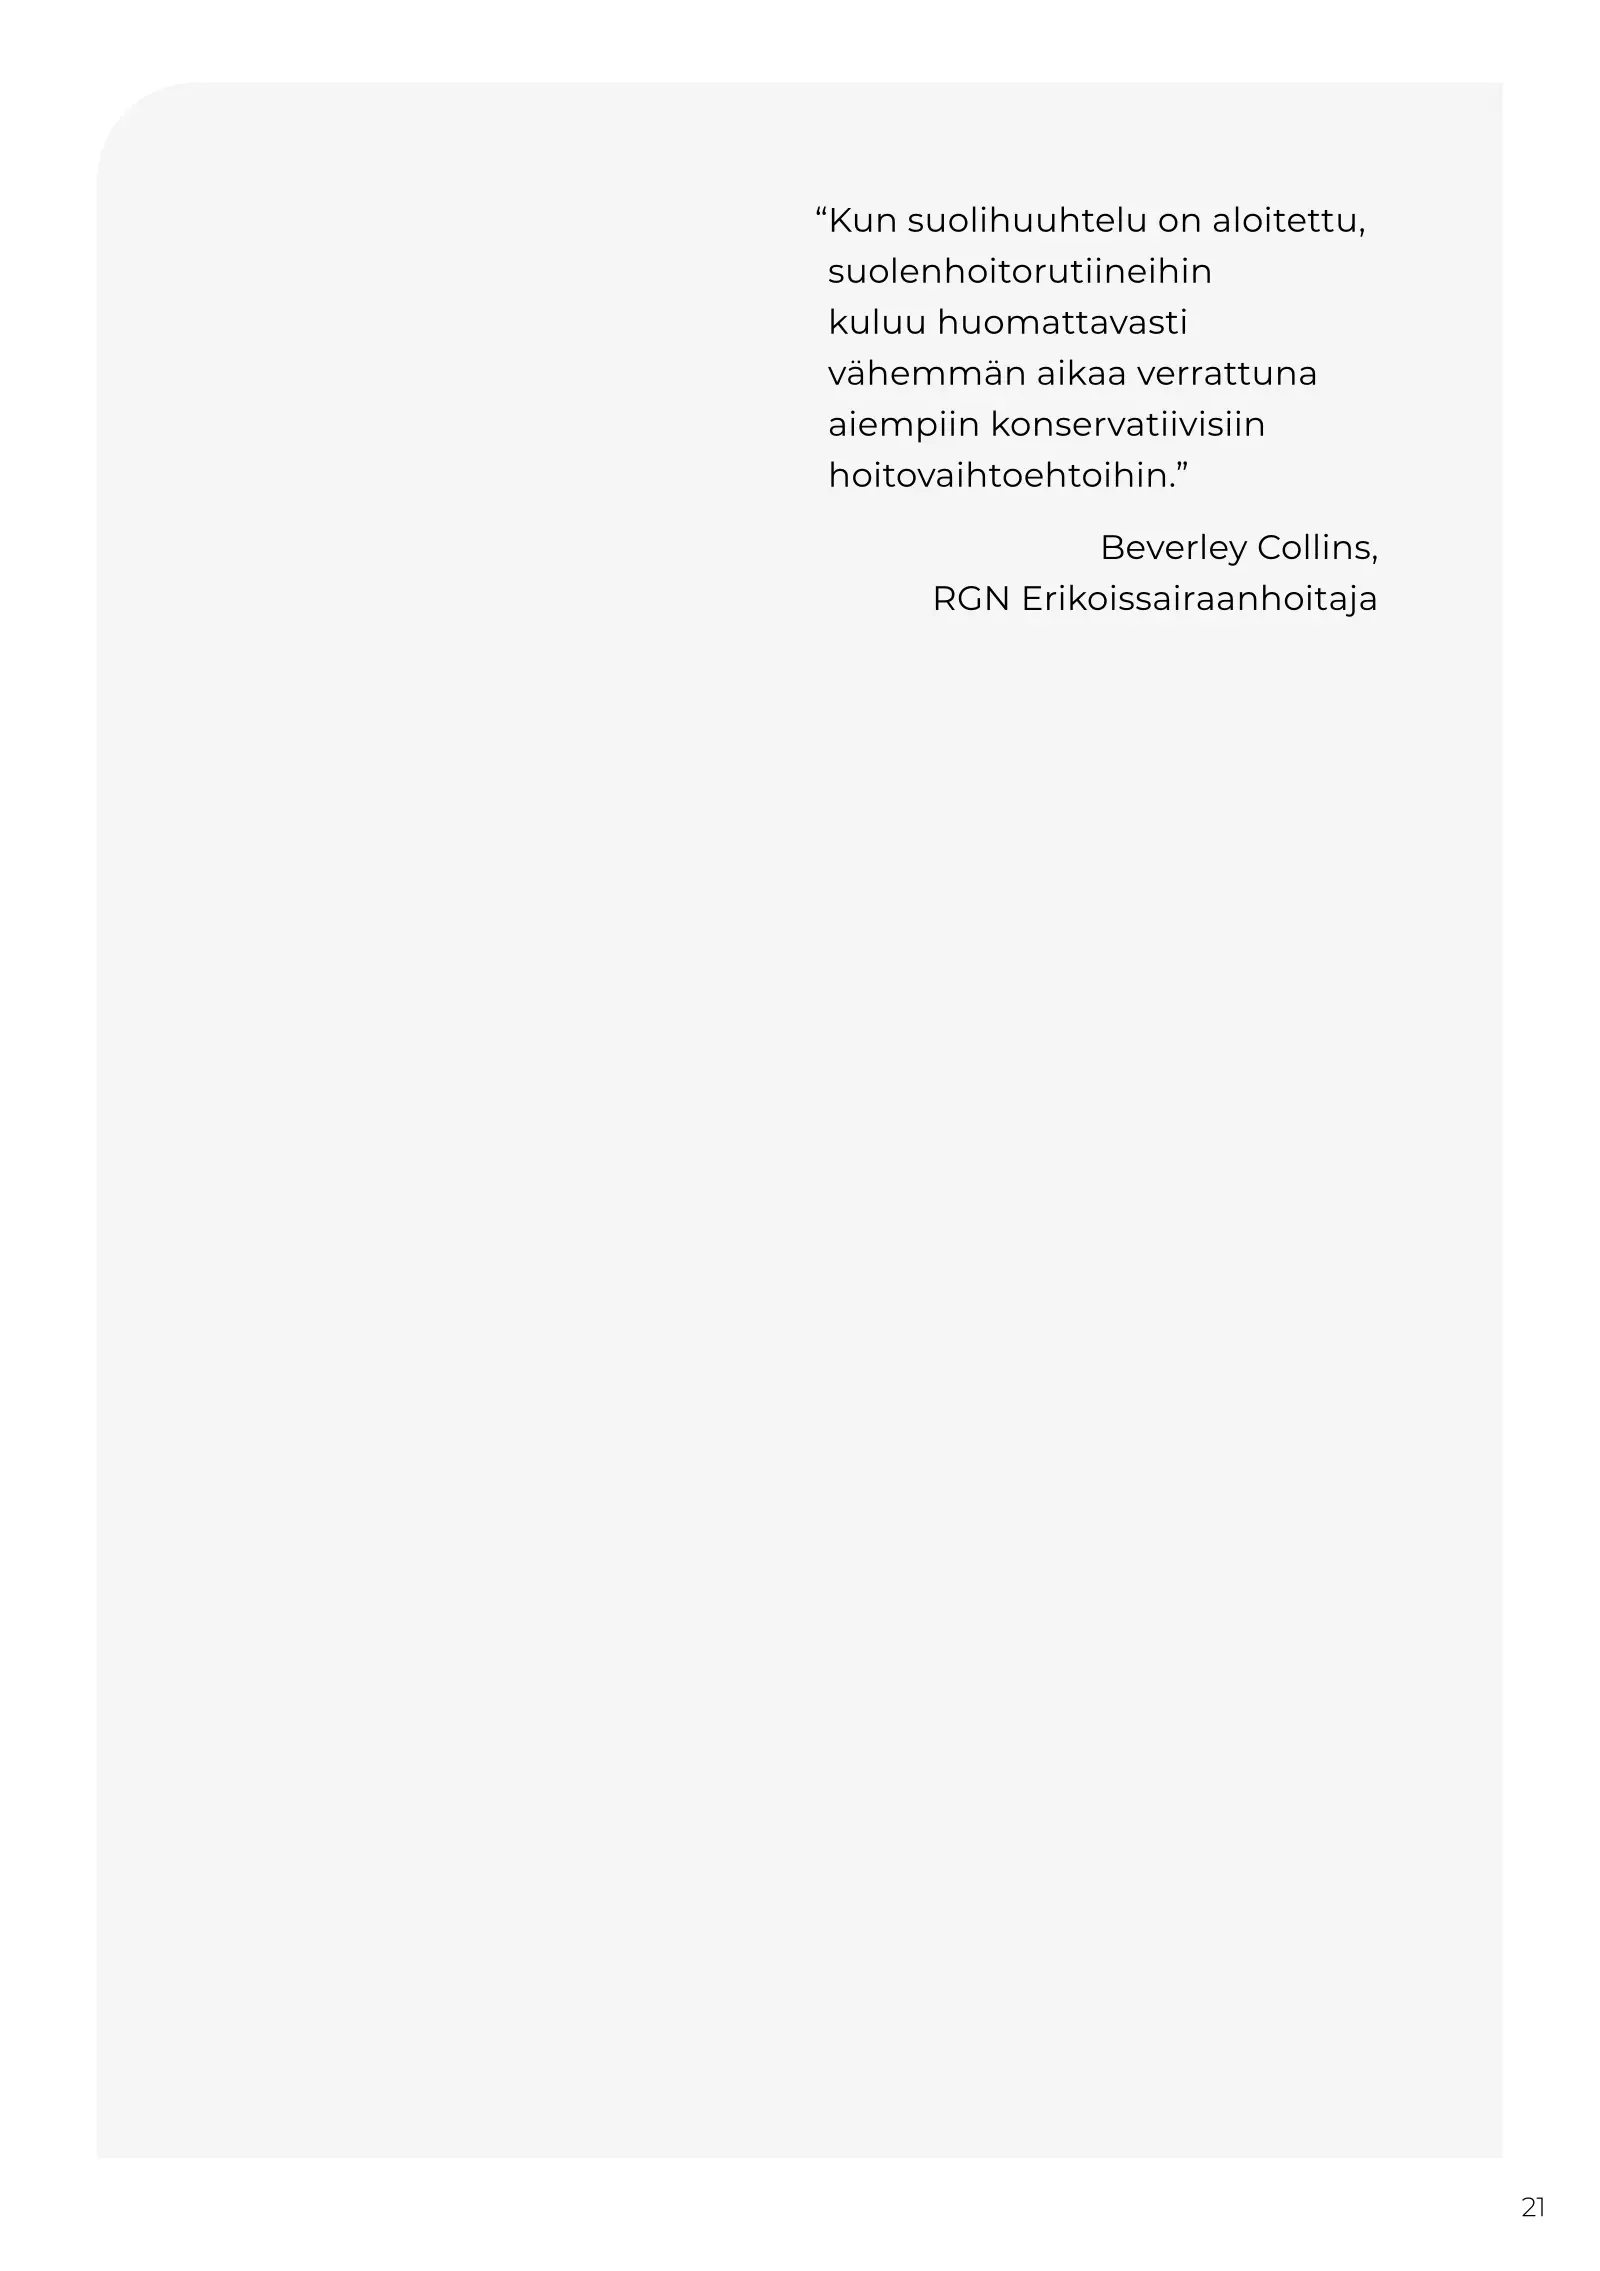 “Kun suolihuuhtelu on aloitettu,
suolenhoitorutiineihin
kuluu huomattavasti
vähemmän aikaa verrattuna
aiempiin konservatiivisiin
hoitovaihtoehtoihin.”
Beverley Collins,
RGN Erikoissairaanhoitaja
21